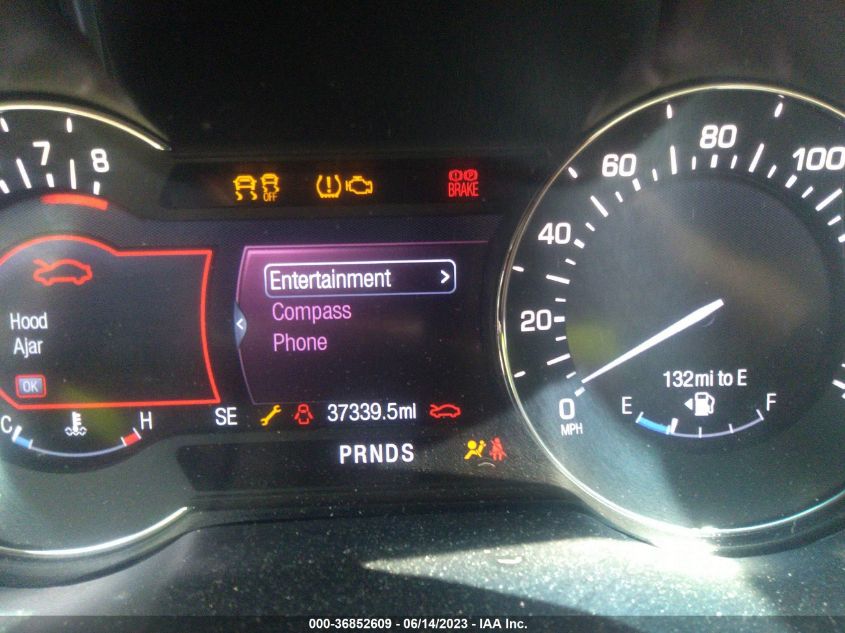 7 8
OFF
BRAKE
Entertainment >
Compass
Phone
Hood
Ajar
OK
C H
SE
37339.5mi
PRNDS
0 20 40 60 80 100
MPH
132mi to E
E F
000-36852609 - 06/14/2023 - IAA Inc.